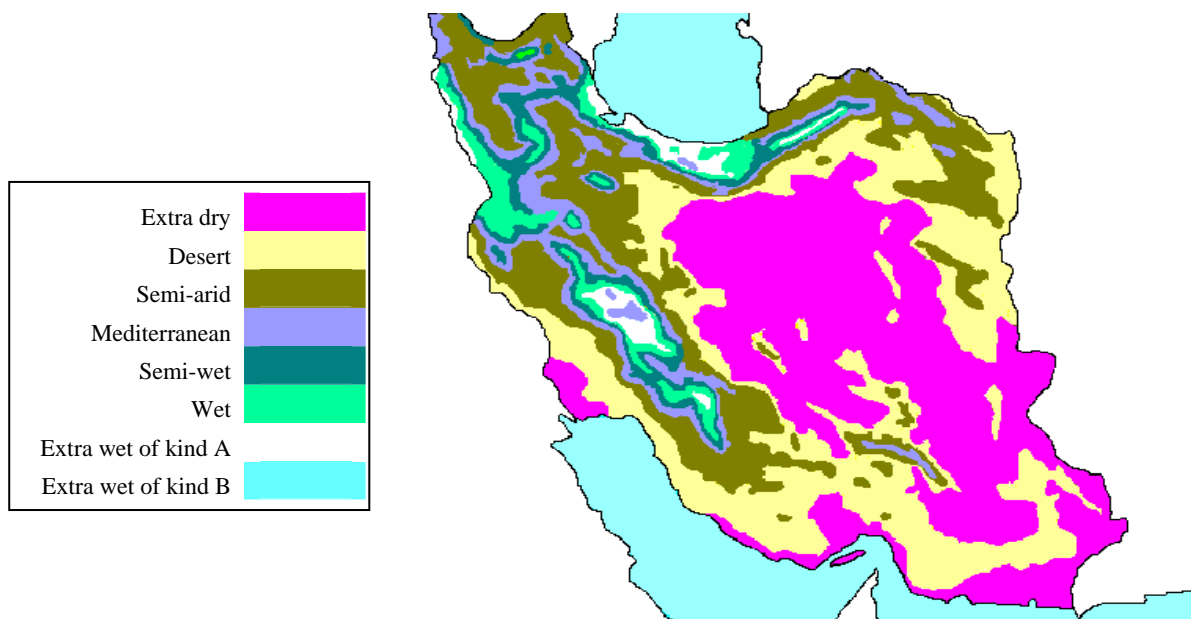 Extra dry
Desert
Semi-arid
Mediterranean
Semi-wet
Wet
Extra wet of kind A
Extra wet of kind B